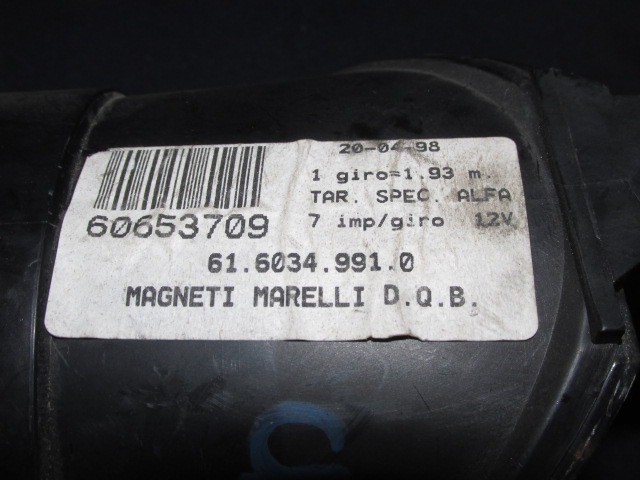 20-04-98
1 giro=1.93 m.
TAR. SPEC. ALFA
60653709
7 imp/giro 12V
61.6034.991.0
MAGNETI MARELLI D.Q.B.